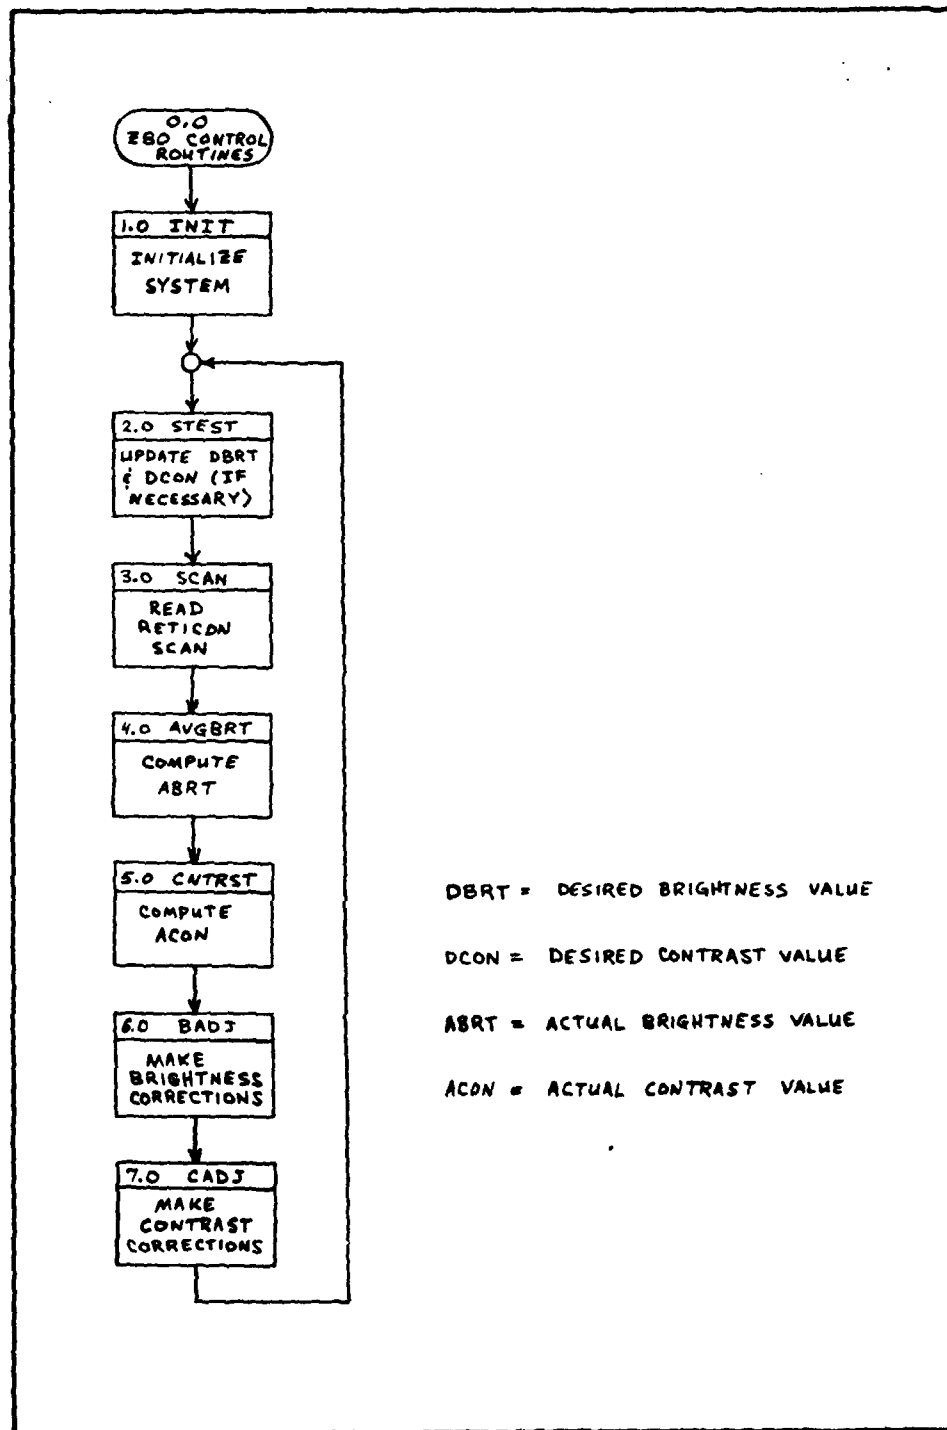 0.0
Z80 CONTROL
ROUTINES
1.0 INIT
INITIALIZE
SYSTEM
2.0 STEST
UPDATE DBRT
& DCON (IF
NECESSARY)
3.0 SCAN
READ
RETICON
SCAN
4.0 AVGBRT
COMPUTE
ABRT
5.0 CNTRST
COMPUTE
ACON
6.0 BADJ
MAKE
BRIGHTNESS
CORRECTIONS
7.0 CADJ
MAKE
CONTRAST
CORRECTIONS
DBRT = DESIRED BRIGHTNESS VALUE
DCON = DESIRED CONTRAST VALUE
ABRT = ACTUAL BRIGHTNESS VALUE
ACON = ACTUAL CONTRAST VALUE